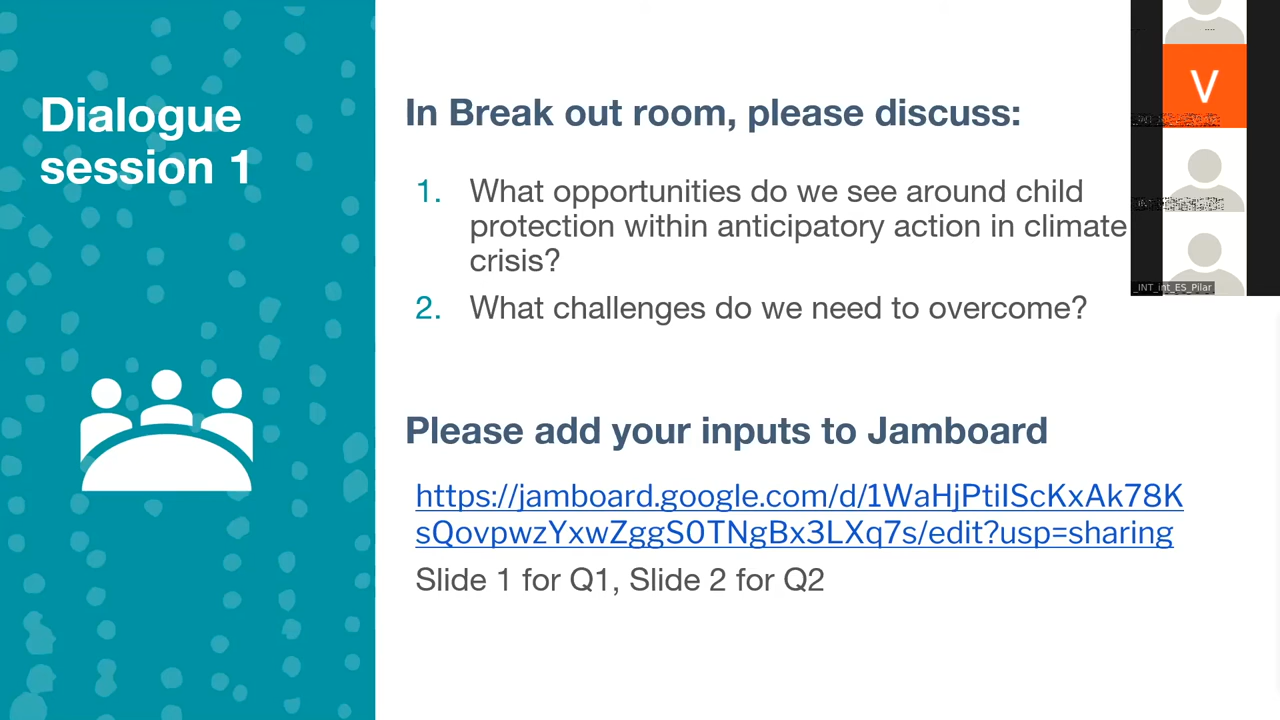 Dialogue
session 1
In Break out room, please discuss:
1. What opportunities do we see around child
protection within anticipatory action in climate
crisis?
2. What challenges do we need to overcome?
Please add your inputs to Jamboard
https://jamboard.google.com/d/1WaHjPtiIScKxAk78K
sQovpwzYxwZggS0TNgBx3LXq7s/edit?usp=sharing
Slide 1 for Q1, Slide 2 for Q2
V
_INT_int_ES_Pilar